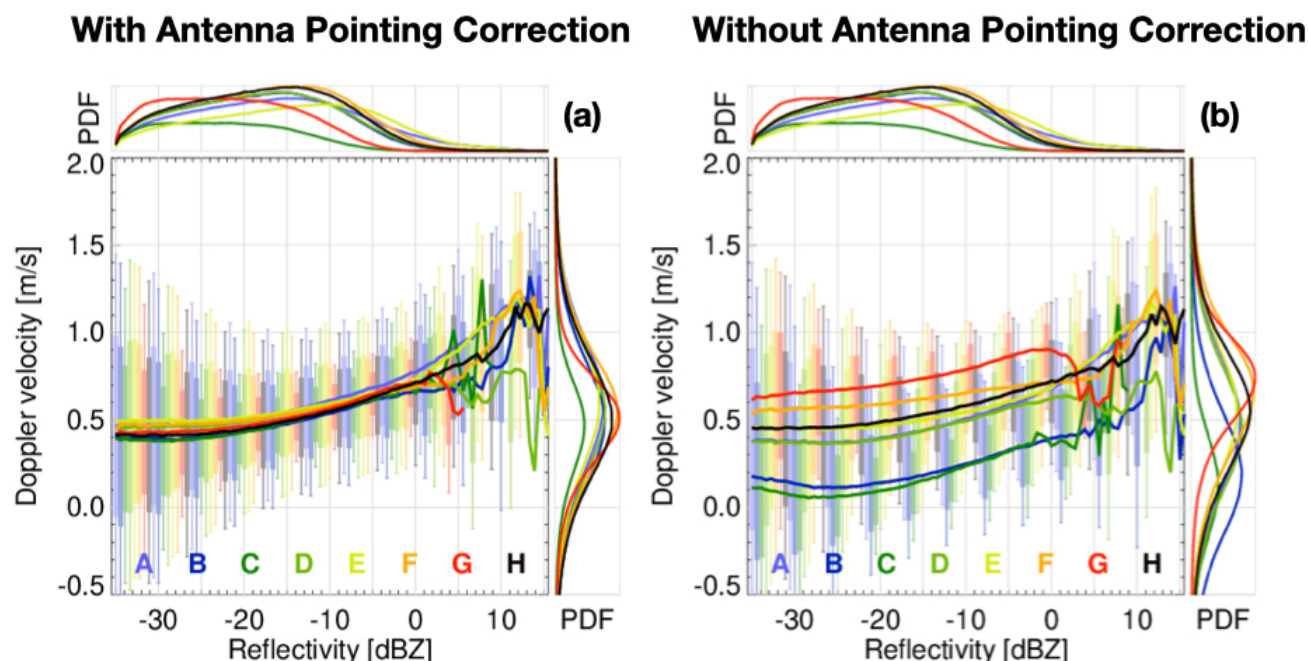 With Antenna Pointing Correction
Without Antenna Pointing Correction
PDF
(a)
PDF
(b)
Doppler velocity [m/s]
2.0
1.5
1.0
0.5
0.0
-0.5
A B C D E F G H
-30 -20 -10 0 10 PDF
Reflectivity [dBZ]
Doppler velocity [m/s]
2.0
1.5
1.0
0.5
0.0
-0.5
A B C D E F G H
-30 -20 -10 0 10 PDF
Reflectivity [dBZ]